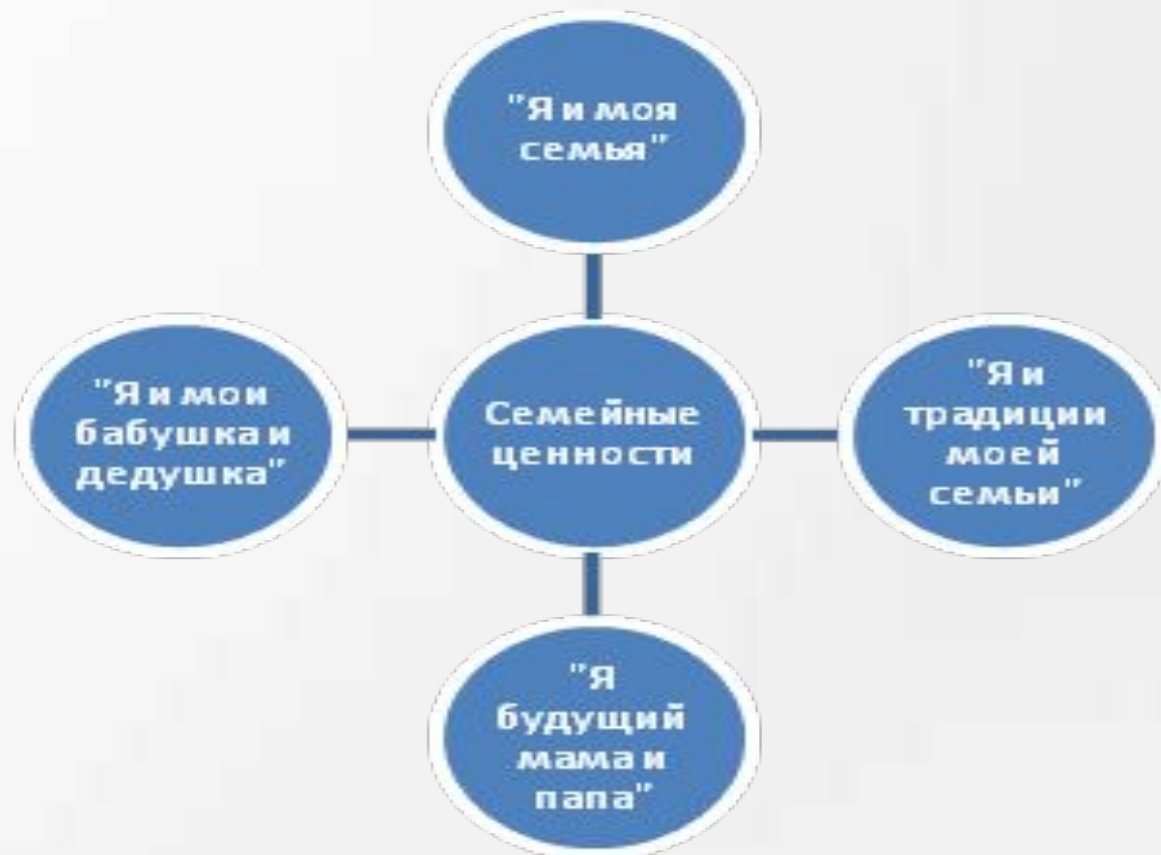 "Я и моя
семья"
"Я и мои
бабушка и
дедушка"
Семейные
ценности
"Я и
традиции
моей
семьи"
"Я
будущий
мама и
папа"